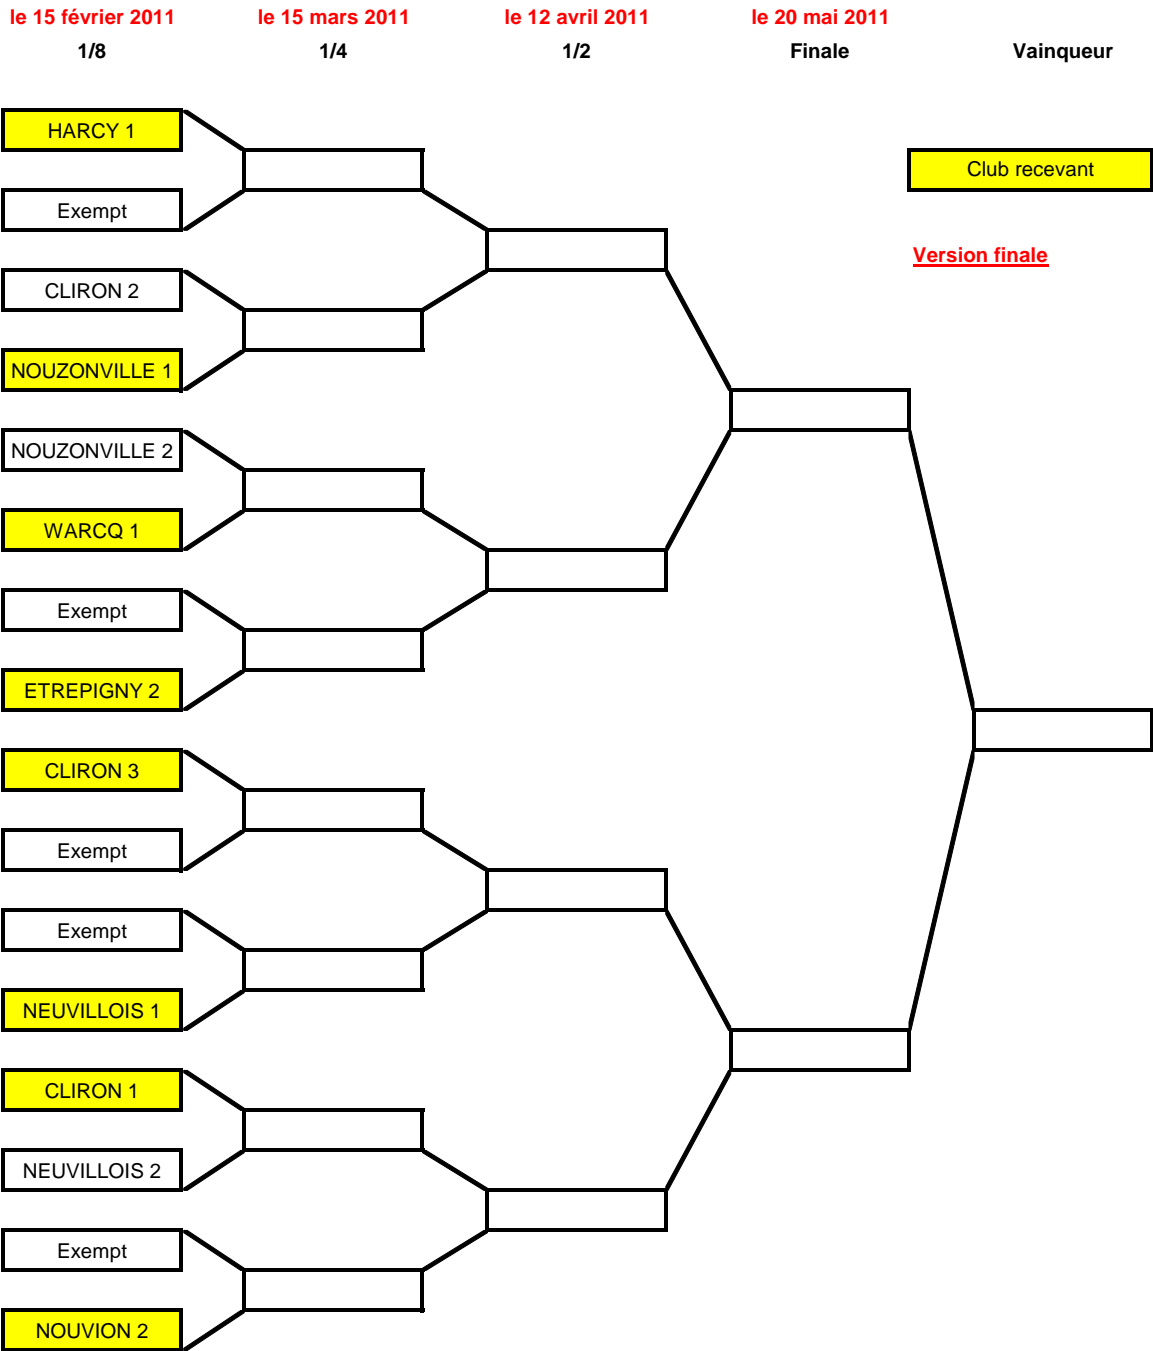 le 15 février 2011 le 15 mars 2011 le 12 avril 2011 le 20 mai 2011
1/8 1/4 1/2 Finale Vainqueur
HARCY 1
Club recevant
Exempt
Version finale
CLIRON 2
NOUZONVILLE 1
NOUZONVILLE 2
WARCQ 1
Exempt
ETREPIGNY 2
CLIRON 3
Exempt
Exempt
NEUVILLOIS 1
CLIRON 1
NEUVILLOIS 2
Exempt
NOUVION 2